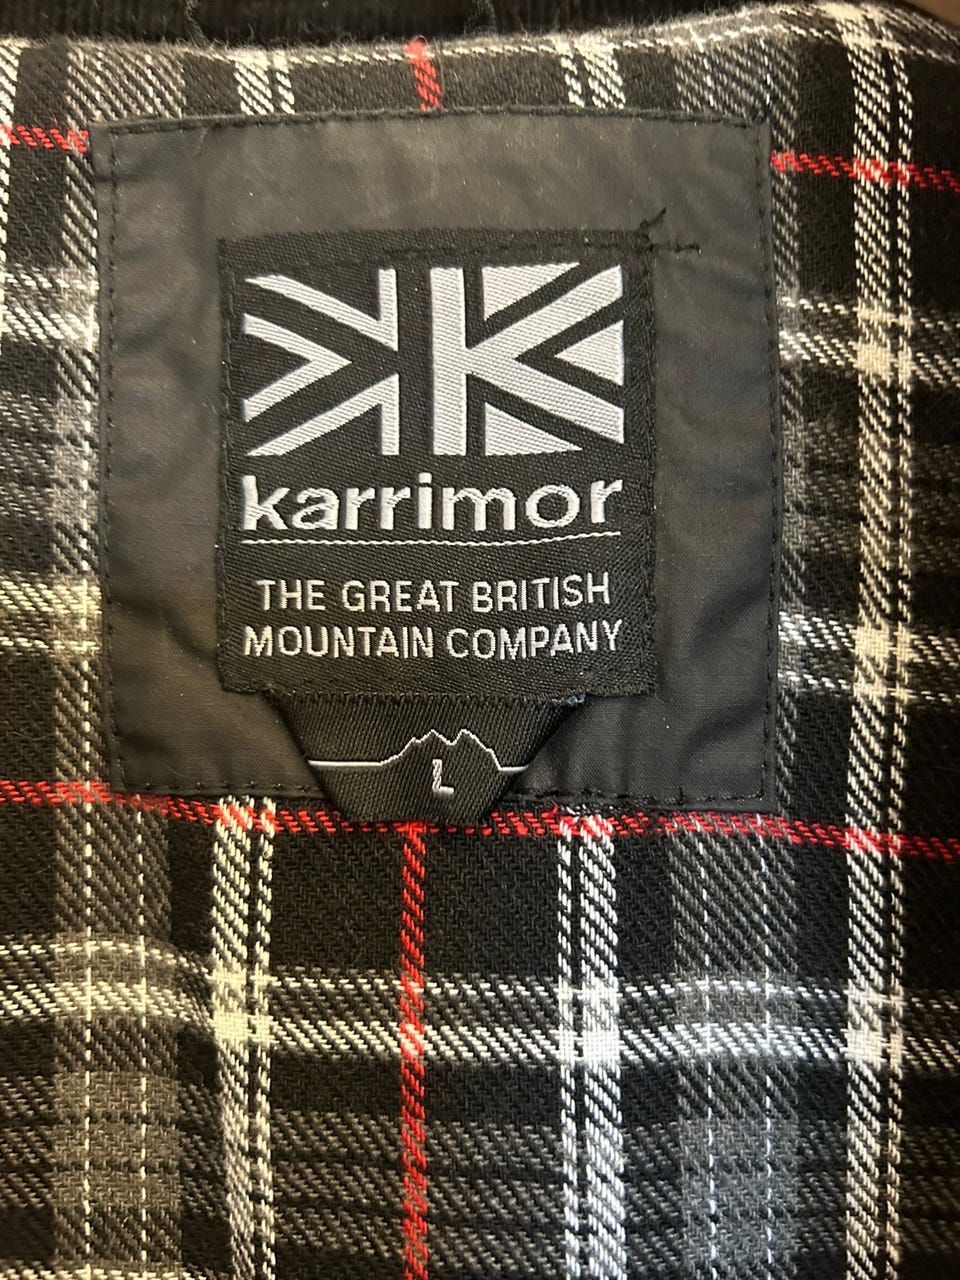 karrimor
THE GREAT BRITISH
MOUNTAIN COMPANY
L